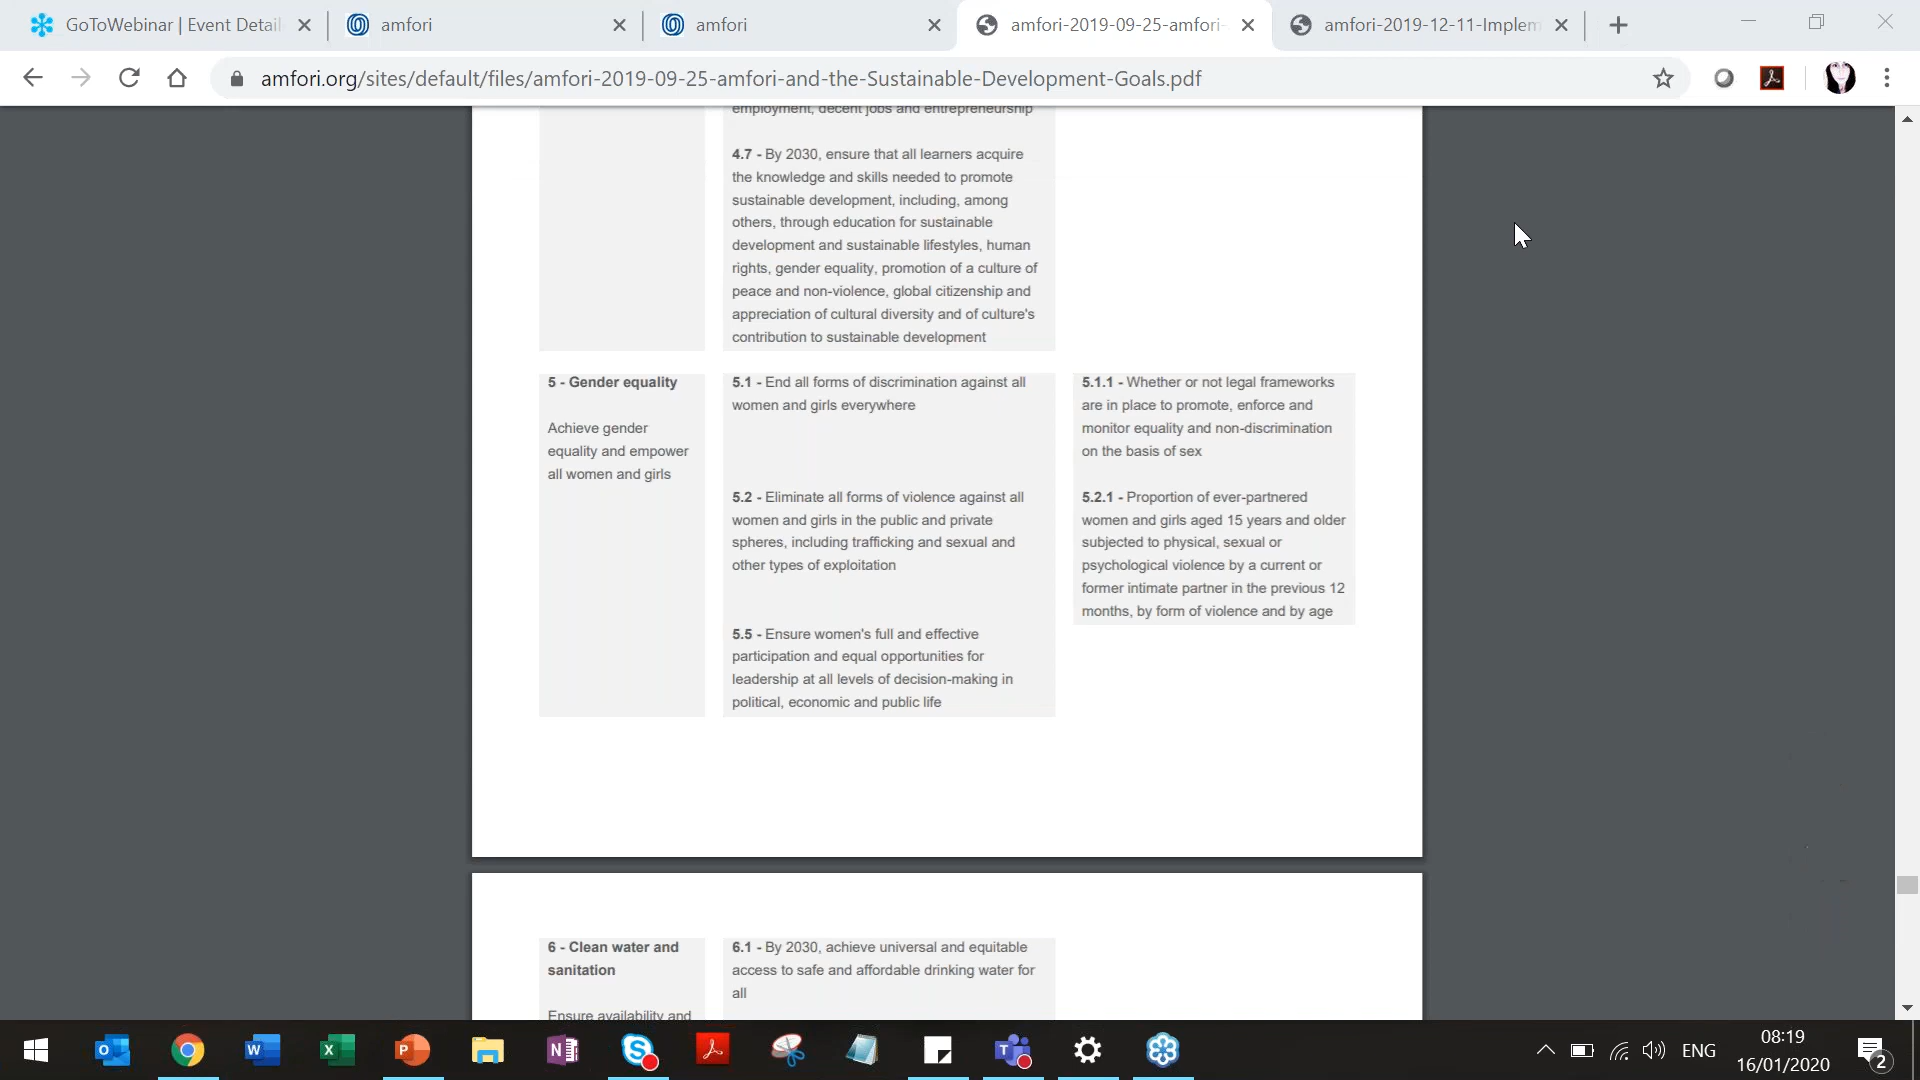 GoToWebinar | Event Detail
amfori
amfori
amfori-2019-09-25-amfori-
amfori-2019-12-11-Implem
amfori.org/sites/default/files/amfori-2019-09-25-amfori-and-the-Sustainable-Development-Goals.pdf
employment, decent jobs and entrepreneurship
4.7 - By 2030, ensure that all learners acquire
the knowledge and skills needed to promote
sustainable development, including, among
others, through education for sustainable
development and sustainable lifestyles, human
rights, gender equality, promotion of a culture of
peace and non-violence, global citizenship and
appreciation of cultural diversity and of culture's
contribution to sustainable development
5 - Gender equality
Achieve gender
equality and empower
all women and girls
5.1 - End all forms of discrimination against all
women and girls everywhere
5.2 - Eliminate all forms of violence against all
women and girls in the public and private
spheres, including trafficking and sexual and
other types of exploitation
5.5 - Ensure women's full and effective
participation and equal opportunities for
leadership at all levels of decision-making in
political, economic and public life
5.1.1 - Whether or not legal frameworks
are in place to promote, enforce and
monitor equality and non-discrimination
on the basis of sex
5.2.1 - Proportion of ever-partnered
women and girls aged 15 years and older
subjected to physical, sexual or
psychological violence by a current or
former intimate partner in the previous 12
months, by form of violence and by age
6 - Clean water and
sanitation
Ensure availability and
6.1 - By 2030, achieve universal and equitable
access to safe and affordable drinking water for
all
ENG
08:19
16/01/2020
2